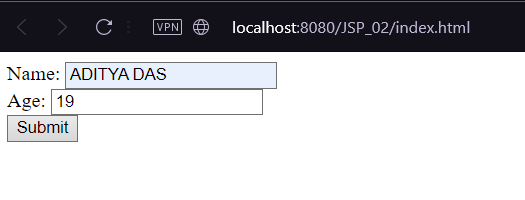 VPN localhost:8080/JSP_02/index.html
Name: ADITYA DAS
Age: 19
Submit